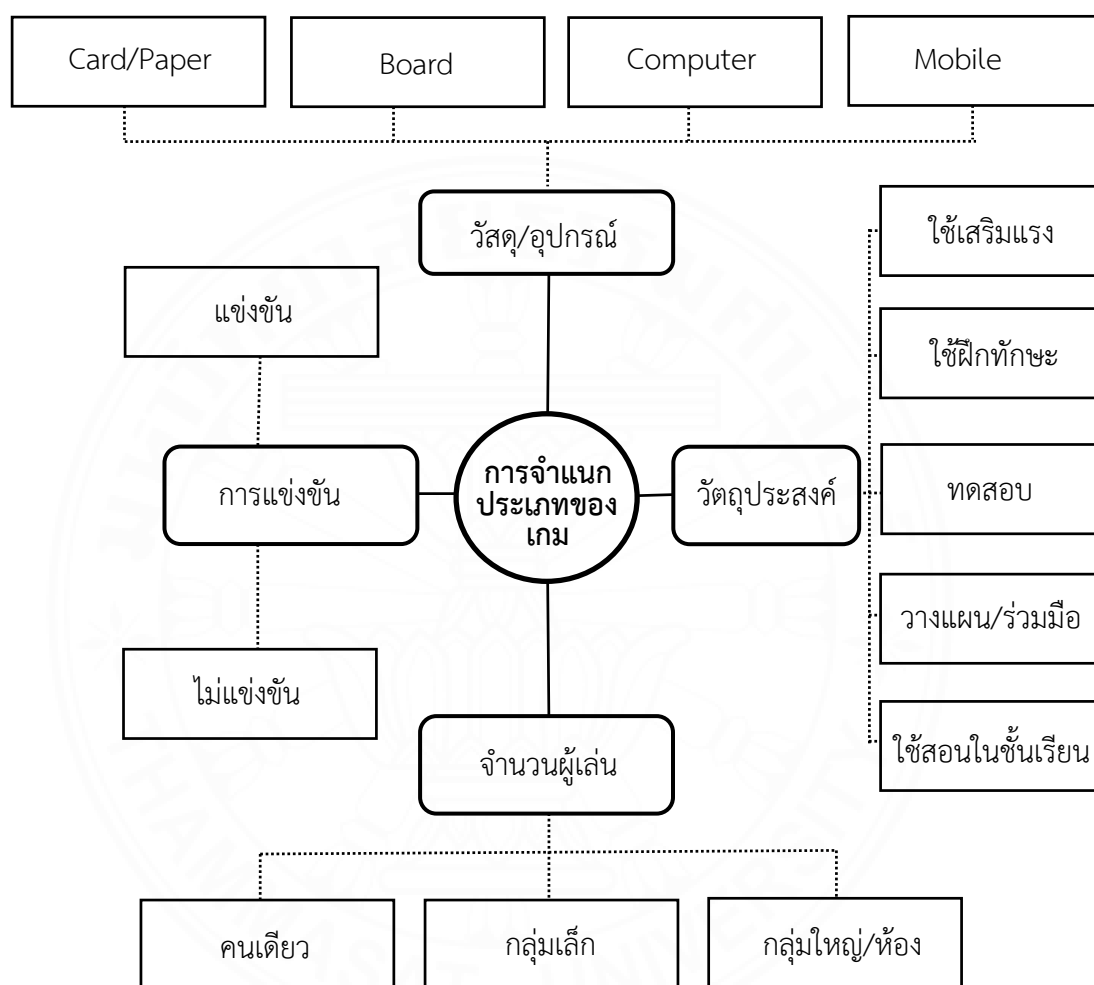 Card/Paper
Board
Computer
Mobile
วัสดุ/อุปกรณ์
ใช้เสริมแรง
แข่งขัน
ใช้ฝึกทักษะ
การแข่งขัน
การจำแนก
ประเภทของ
เกม
วัตถุประสงค์
ทดสอบ
วางแผน/ร่วมมือ
ไม่แข่งขัน
จำนวนผู้เล่น
ใช้สอนในชั้นเรียน
คนเดียว
กลุ่มเล็ก
กลุ่มใหญ่/ห้อง